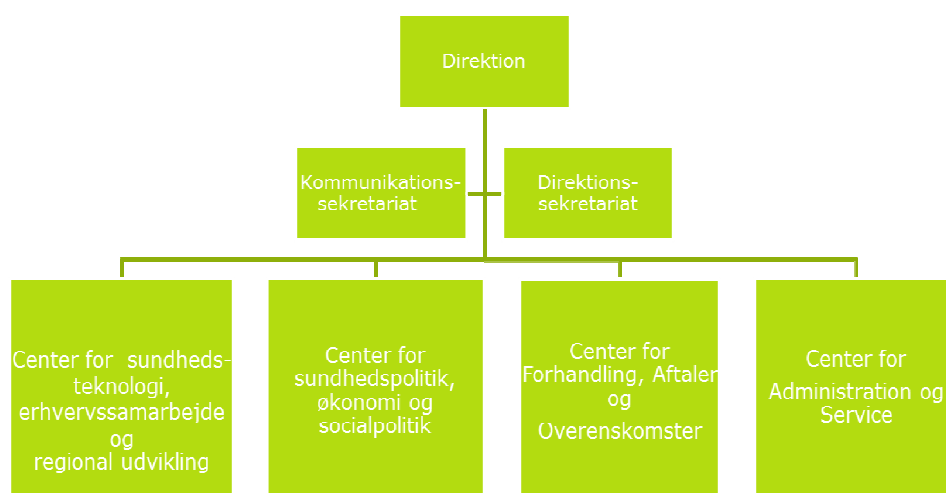 Direktion
Kommunikations-
sekretariat
Direktions-
sekretariat
Center for sundheds-
teknologi,
erhvervssamarbejde
og
regional udvikling
Center for
sundhedspolitik,
økonomi og
socialpolitik
Center for
Forhandling, Aftaler
og
Overenskomster
Center for
Administration og
Service